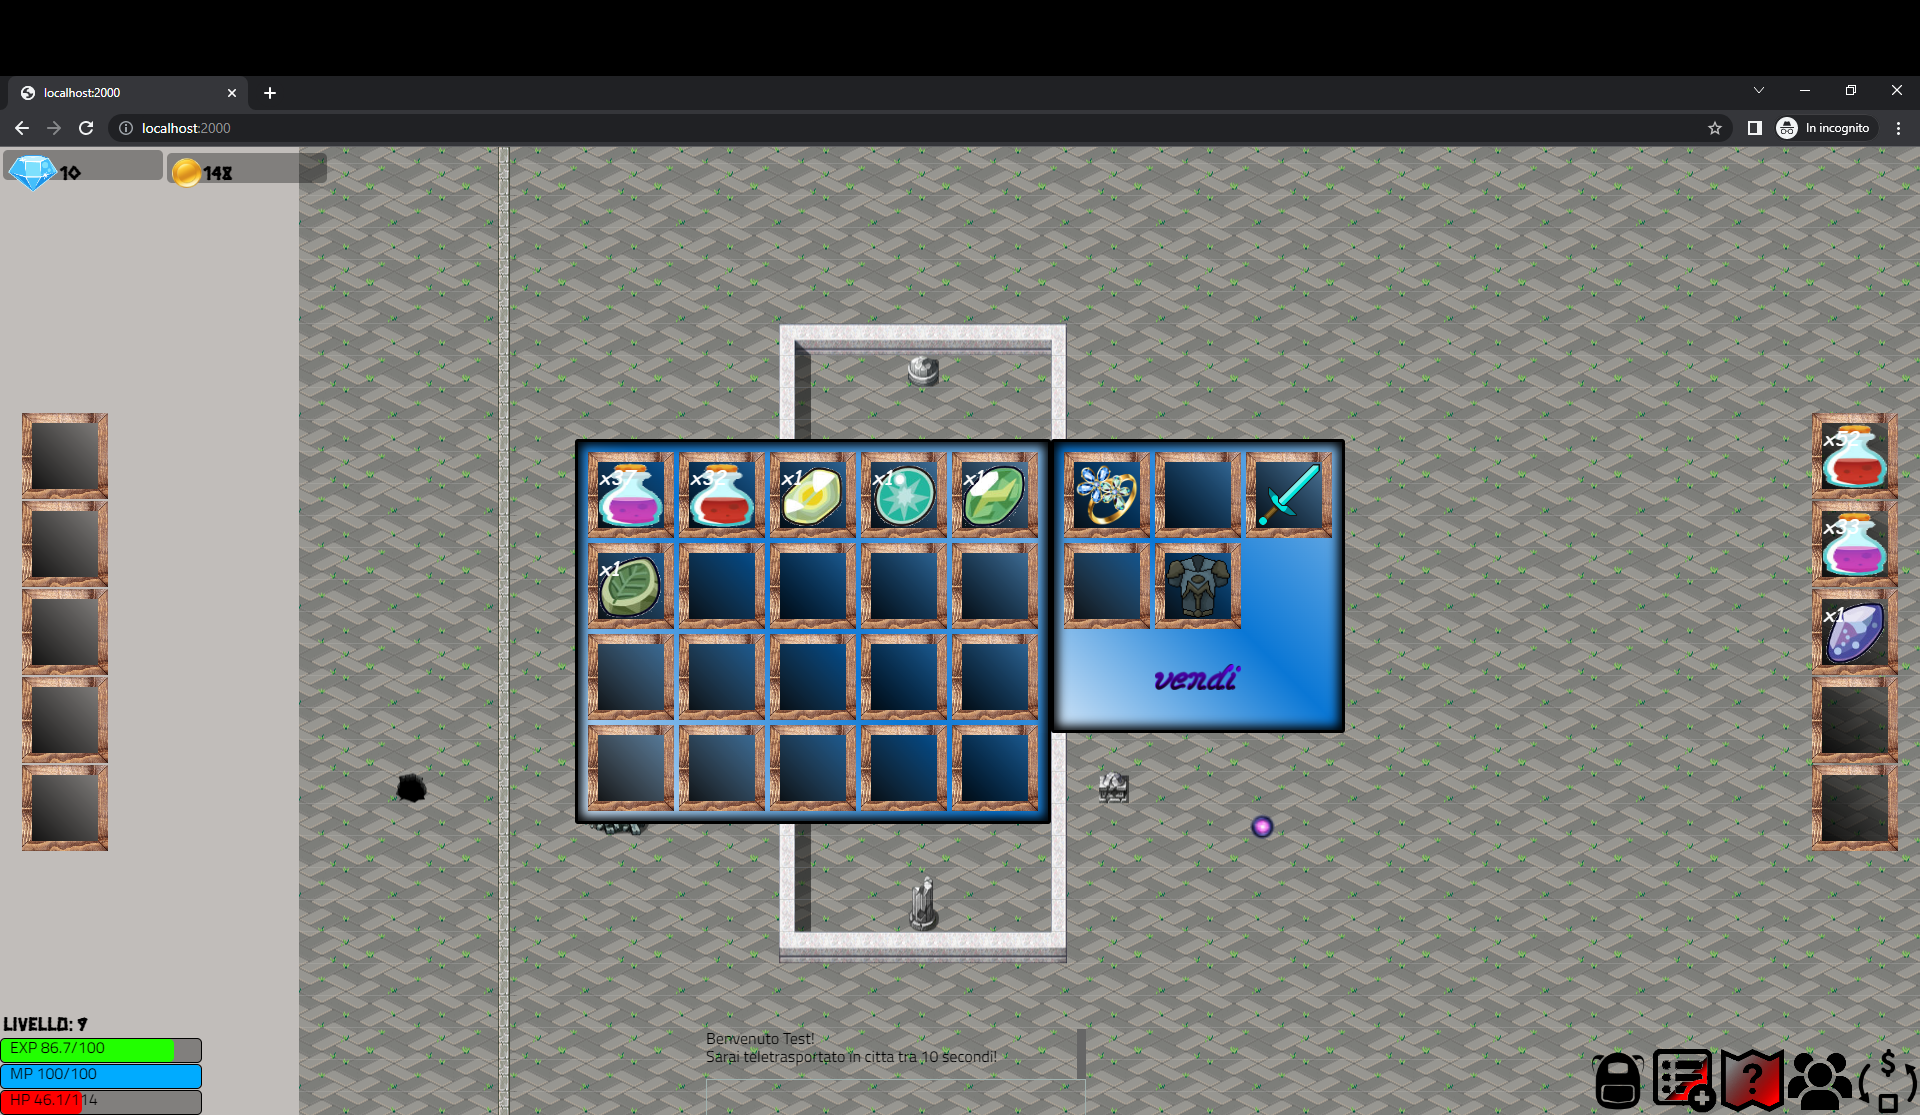 localhost:2000
localhost:2000
In incognito
10
148
x37
x32
x1
x1
x1
x1
vendi
x52
x33
x1
LIVELLO: 9
EXP 86.7/100
MP 100/100
HP 46.1/114
Benvenuto Test!
Sarai teletrasportato in citta tra 10 secondi!
?
$